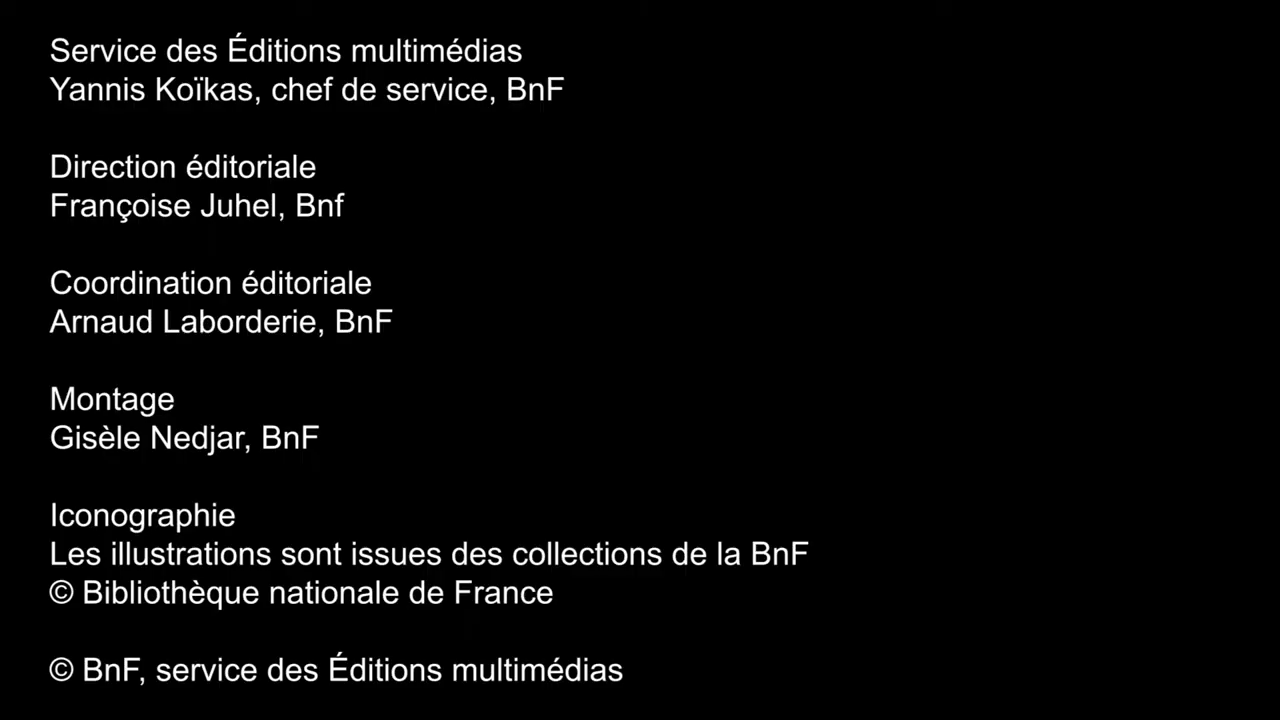 Service des Éditions multimédias
Yannis Koïkas, chef de service, BnF
Direction éditoriale
Françoise Juhel, Bnf
Coordination éditoriale
Arnaud Laborderie, BnF
Montage
Gisèle Nedjar, BnF
Iconographie
Les illustrations sont issues des collections de la BnF
© Bibliothèque nationale de France
© BnF, service des Éditions multimédias